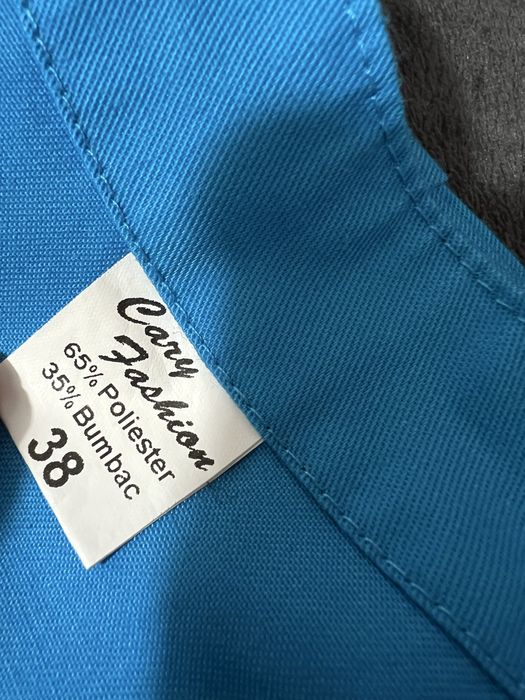 Cary
Fashion
65% Poliester
35% Bumbac
38